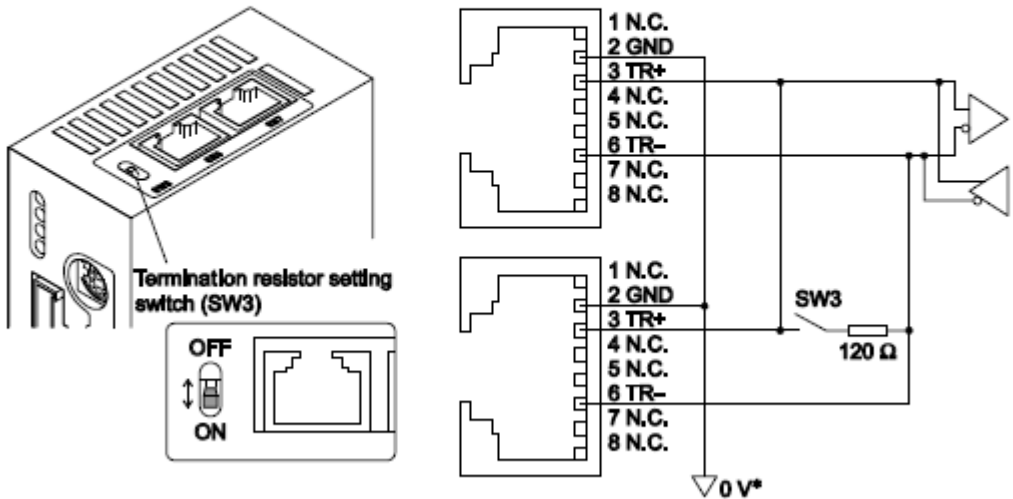 Termination resistor setting
switch (SW3)
OFF
ON
1 N.C.
2 GND
3 TR+
4 N.C.
5 N.C.
6 TR−
7 N.C.
8 N.C.
1 N.C.
2 GND
3 TR+
4 N.C.
5 N.C.
6 TR−
7 N.C.
8 N.C.
SW3
120 Ω
0 V*